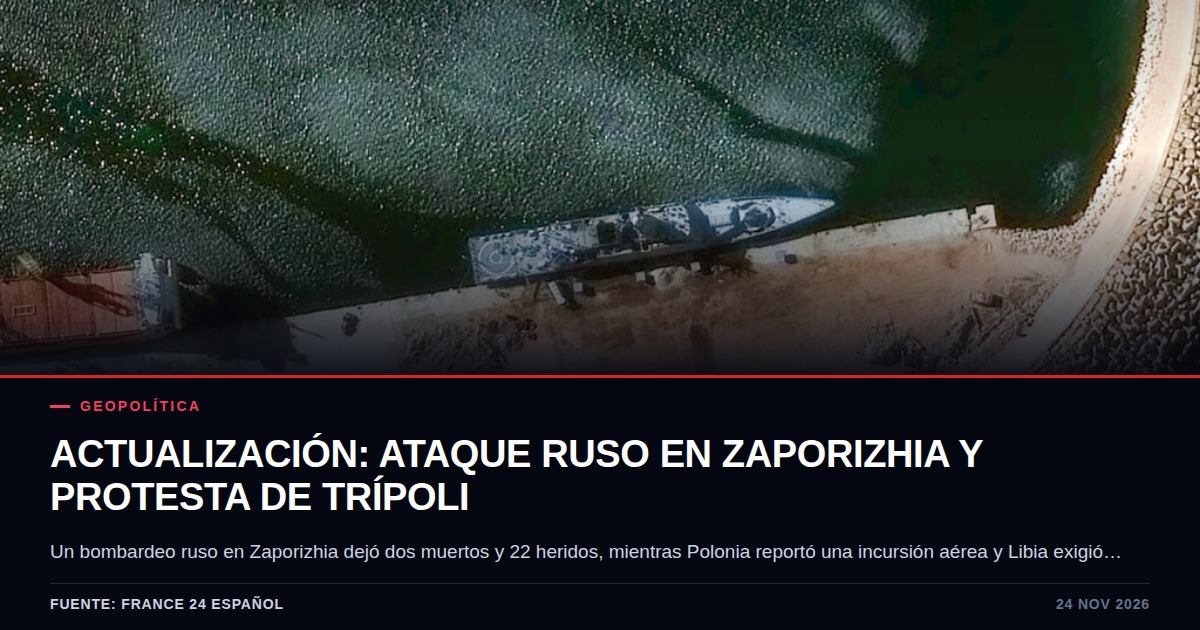 GEOPOLÍTICA
ACTUALIZACIÓN: ATAQUE RUSO EN ZAPORIZHIA Y
PROTESTA DE TRÍPOLI
Un bombardeo ruso en Zaporizhia dejó dos muertos y 22 heridos, mientras Polonia reportó una incursión aérea y Libia exigió…
FUENTE: FRANCE 24 ESPAÑOL
24 NOV 2026